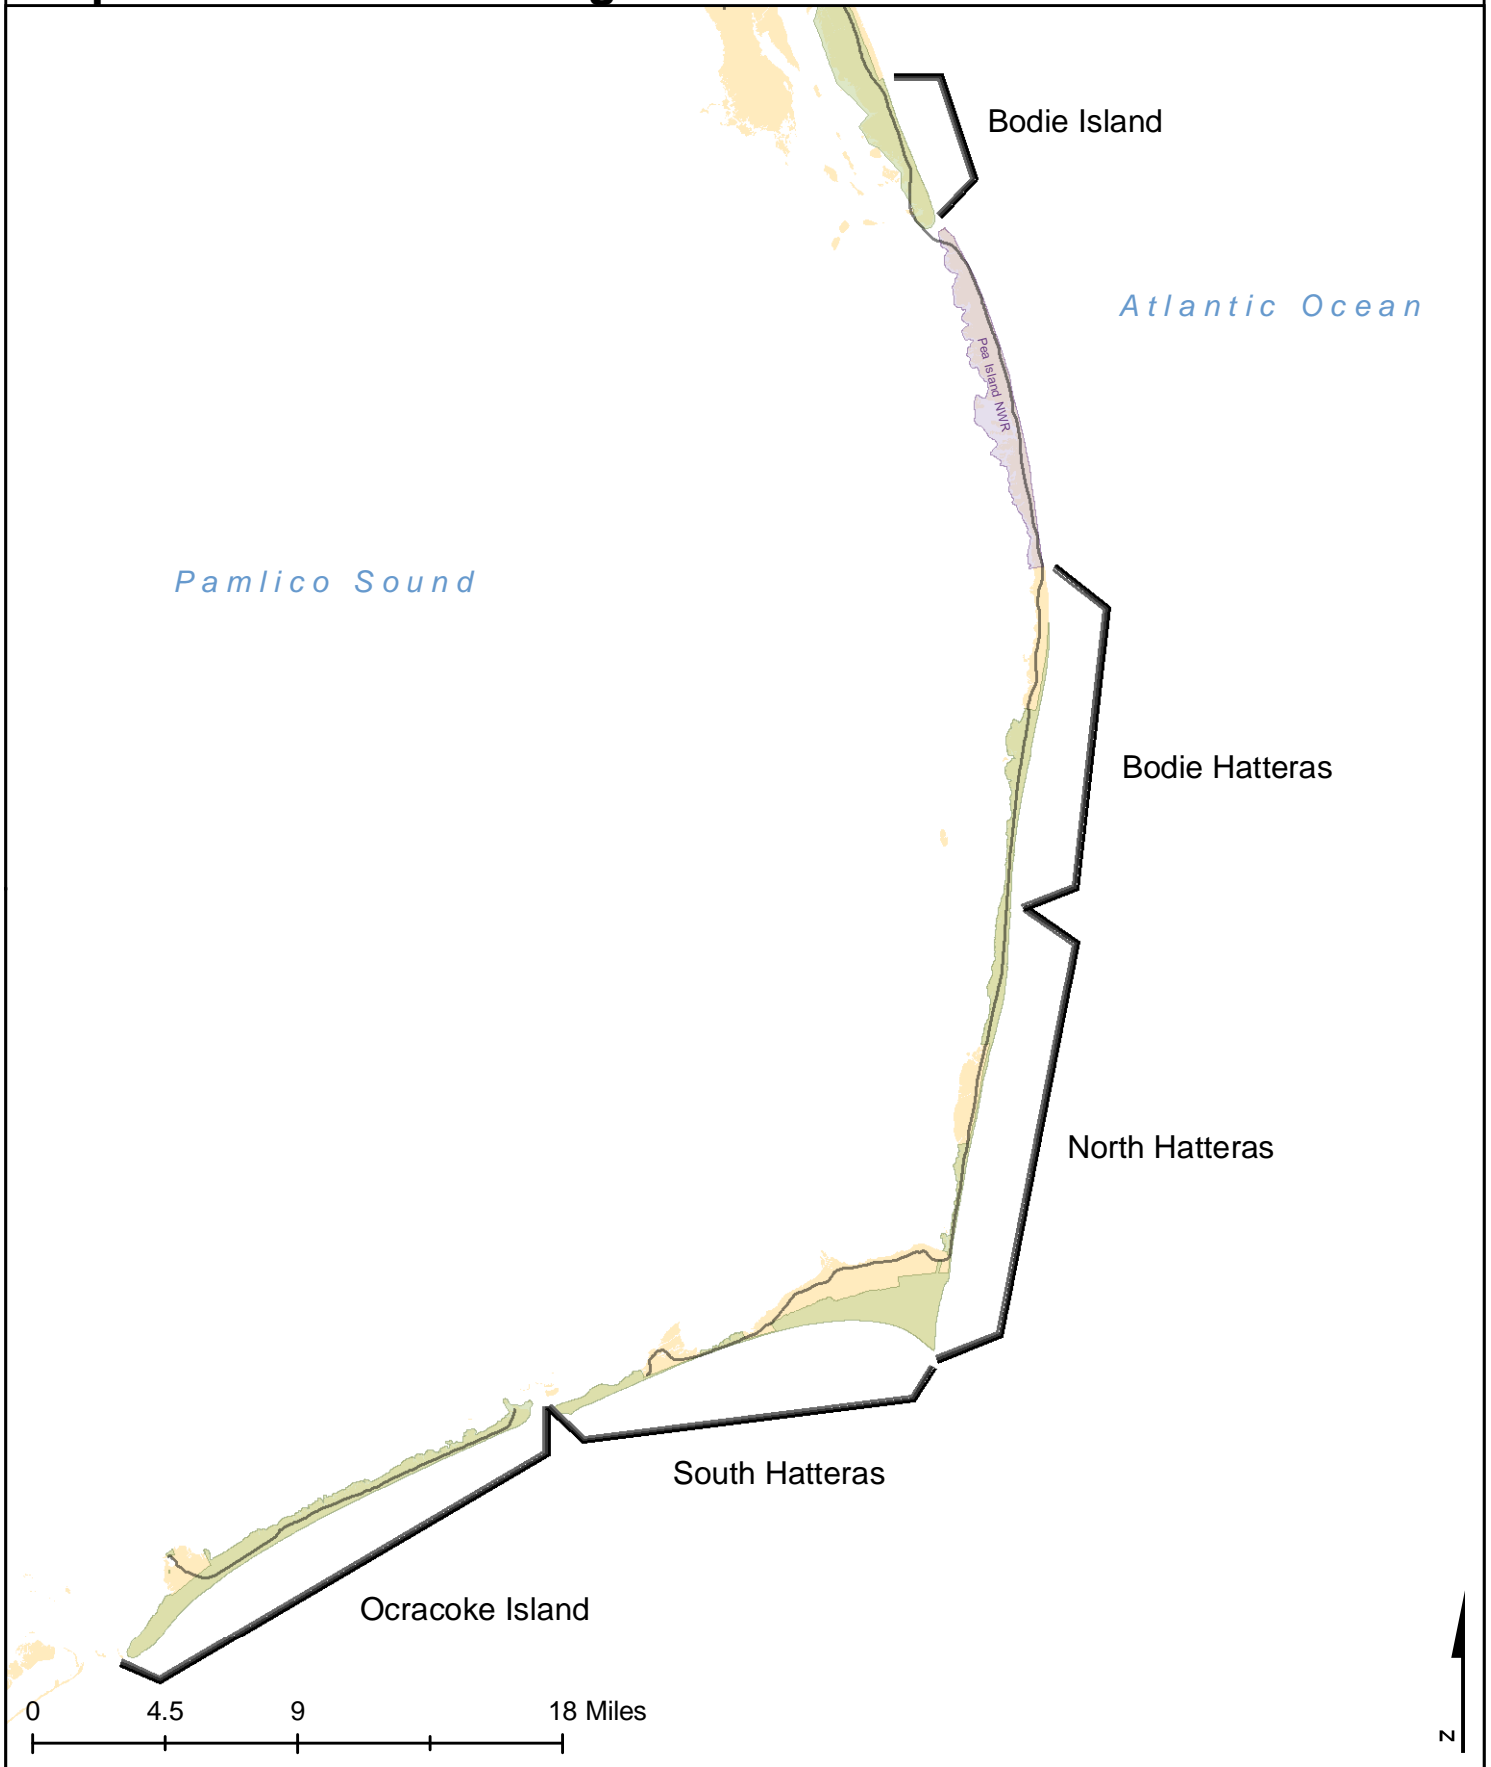 Bodie Island
Atlantic Ocean
Pea Island NWR
Pamlico Sound
Bodie Hatteras
North Hatteras
South Hatteras
Ocracoke Island
0 4.5 9 18 Miles
N